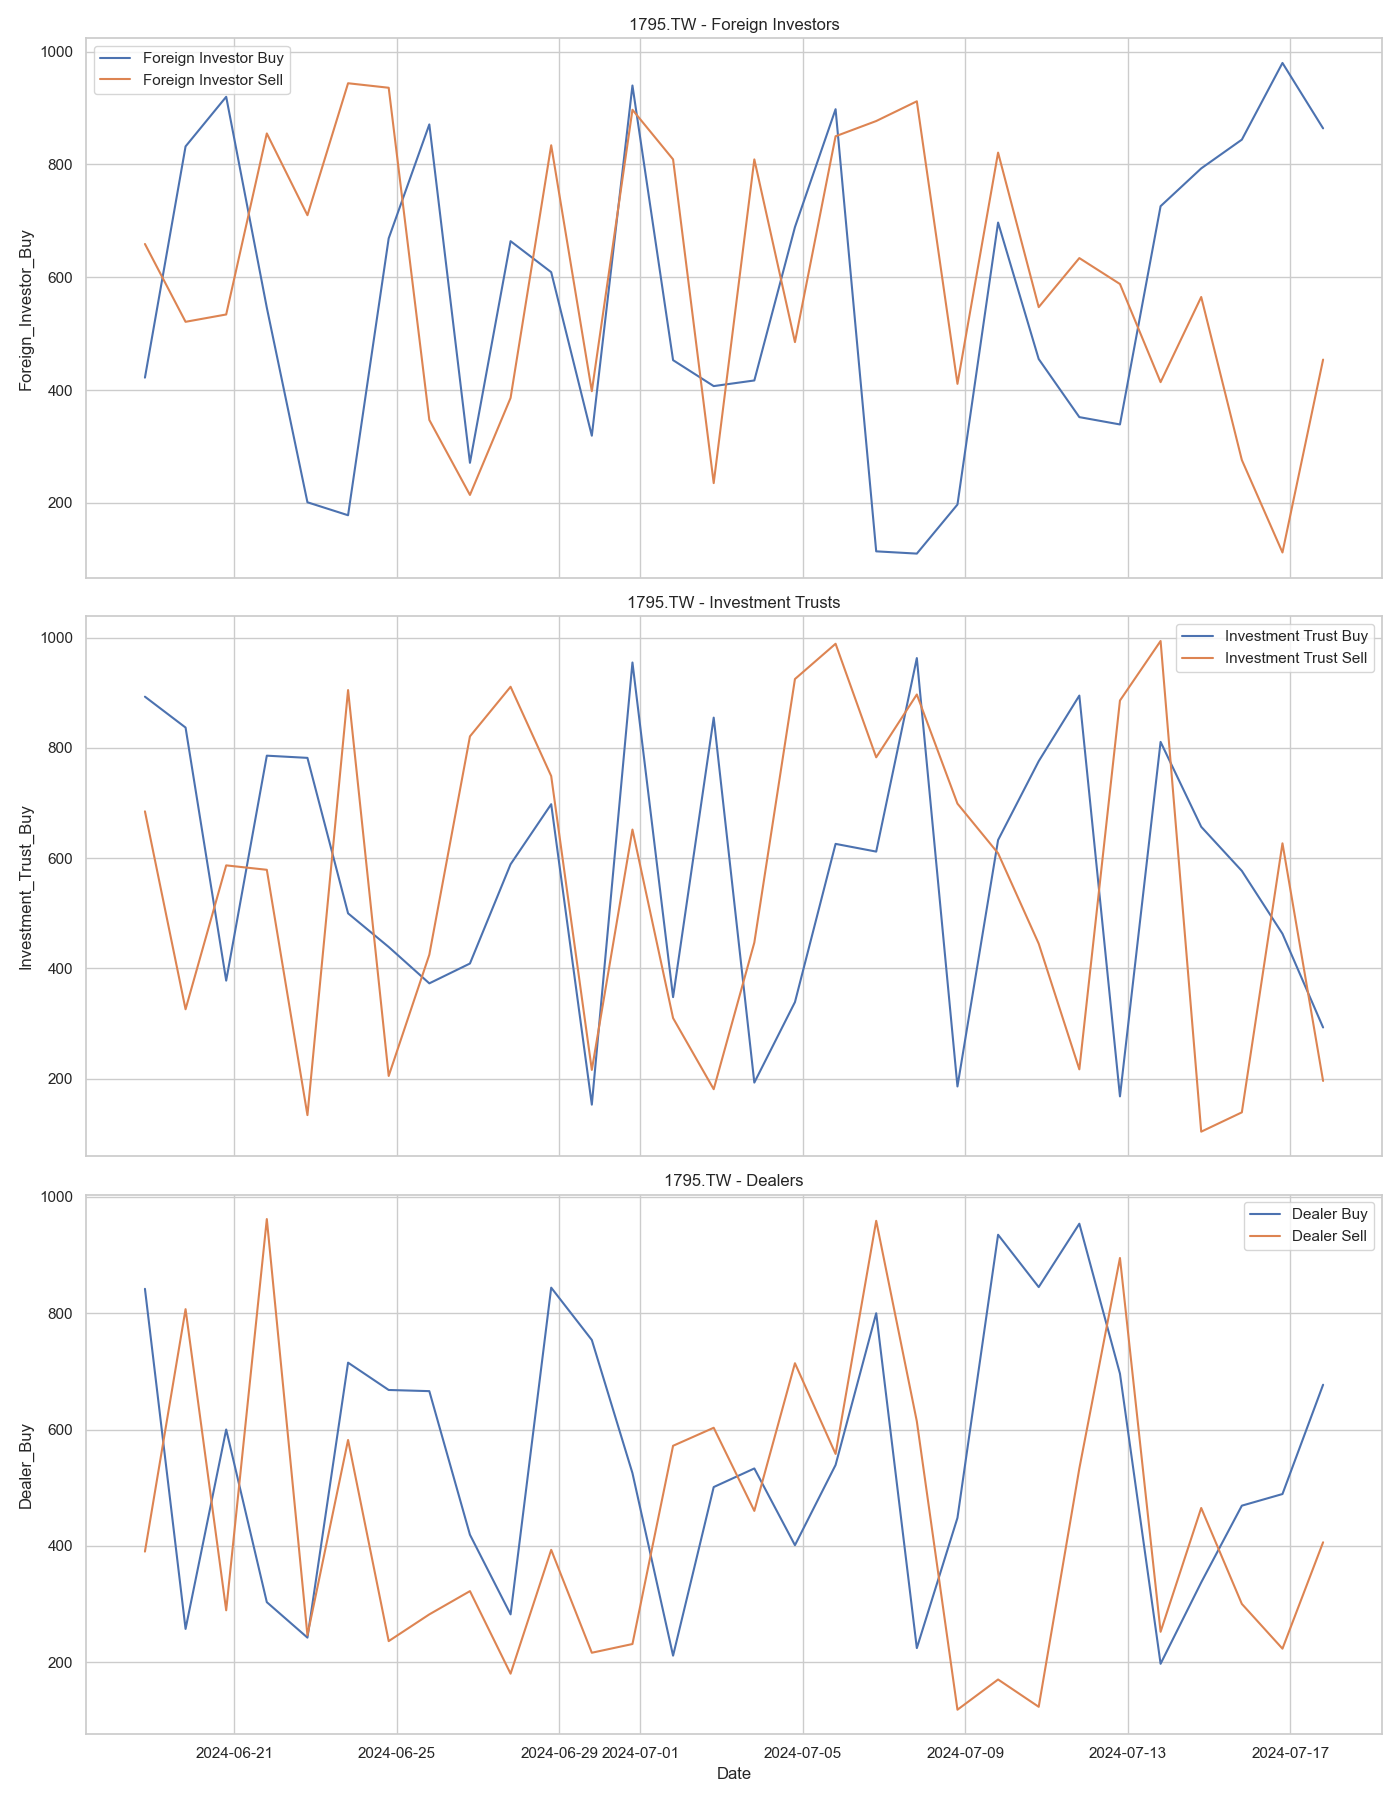 1795.TW - Foreign Investors
Foreign Investor Buy
Foreign Investor Sell
1000
800
600
400
200
Foreign_Investor_Buy
1795.TW - Investment Trusts
Investment Trust Buy
Investment Trust Sell
1000
800
600
400
200
Investment_Trust_Buy
1795.TW - Dealers
Dealer Buy
Dealer Sell
1000
800
600
400
200
Dealer_Buy
2024-06-21 2024-06-25 2024-06-29 2024-07-01 2024-07-05 2024-07-09 2024-07-13 2024-07-17
Date